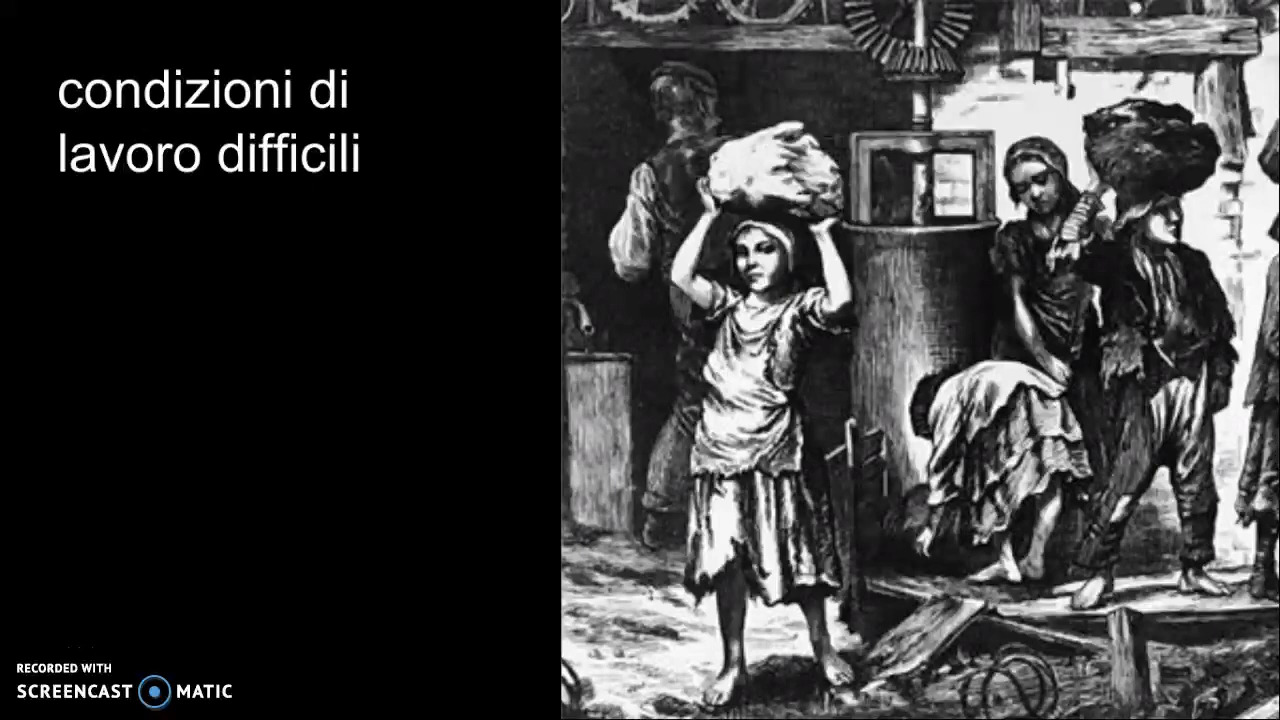 condizioni di
lavoro difficili
RECORDED WITH
SCREENCAST MATIC